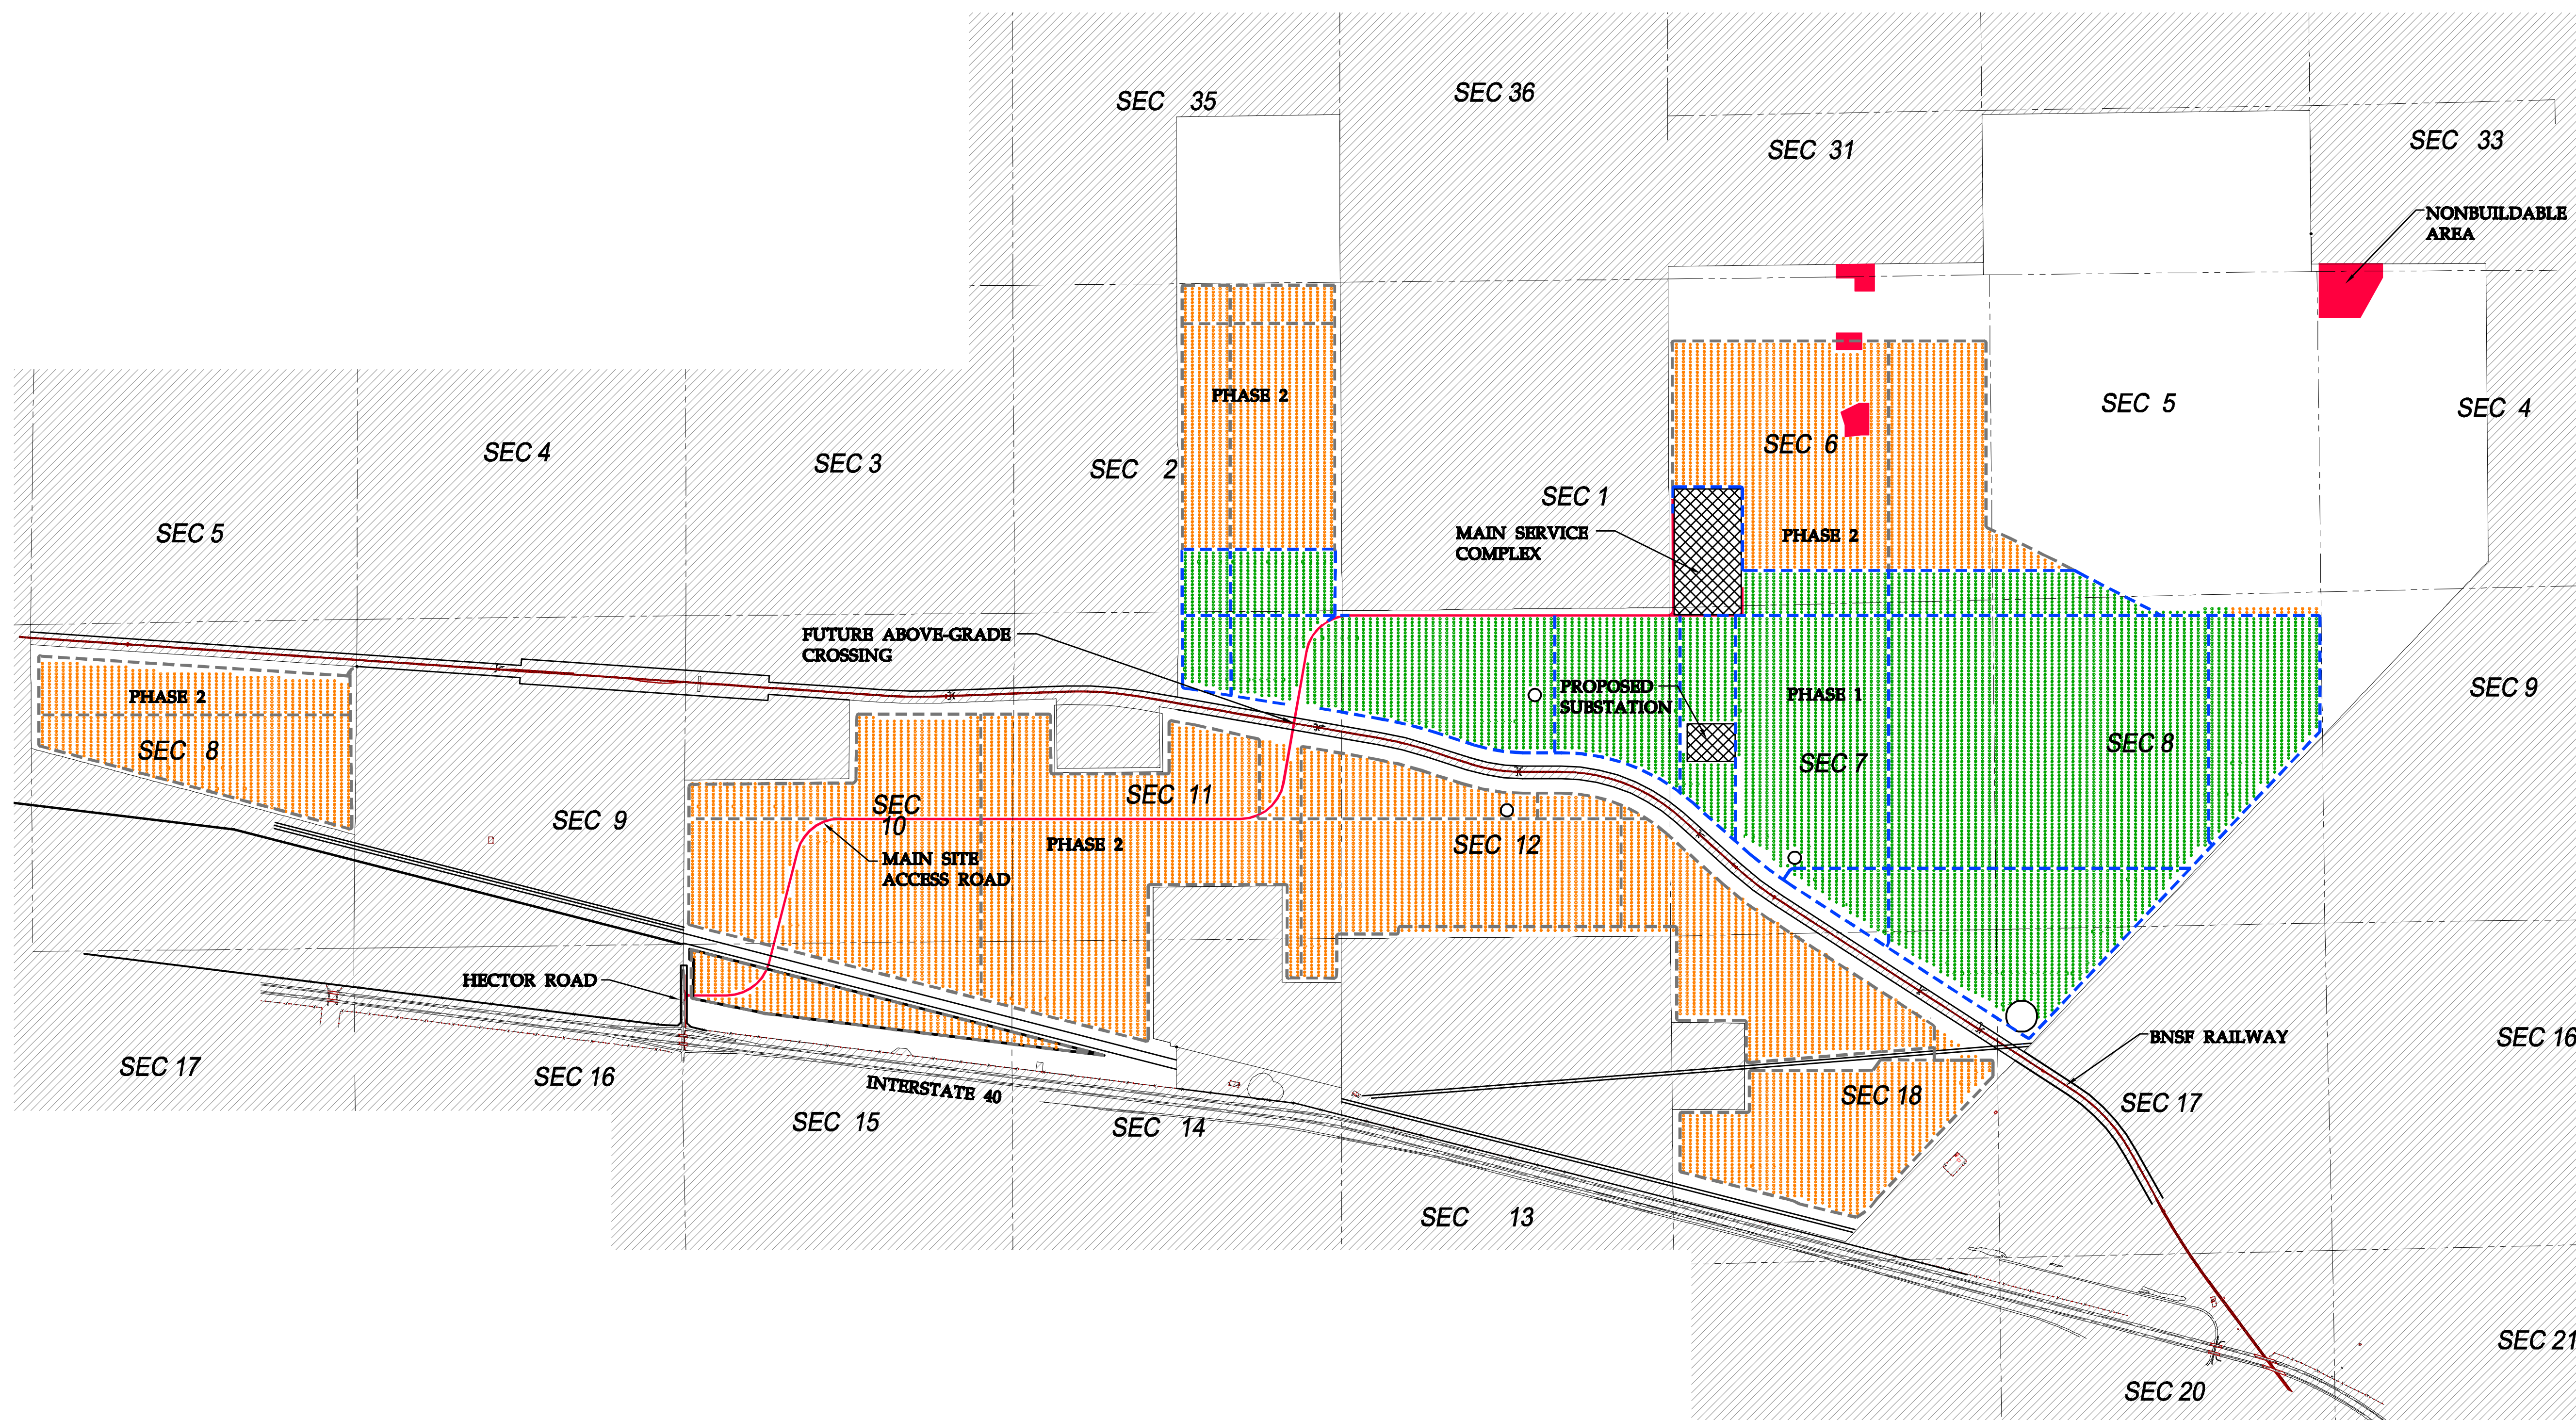 SEC 35
SEC 36
SEC 31
SEC 33
NONBUILDABLE
AREA
PHASE 2
SEC 5
SEC 4
SEC 6
SEC 4
SEC 3
SEC 2
SEC 1
SEC 5
MAIN SERVICE
COMPLEX
PHASE 2
FUTURE ABOVE-GRADE
CROSSING
PHASE 2
PROPOSED
SUBSTATION
PHASE 1
SEC 9
SEC 8
SEC 8
SEC 7
SEC 11
SEC
10
SEC 9
PHASE 2
SEC 12
MAIN SITE
ACCESS ROAD
HECTOR ROAD
BNSF RAILWAY
SEC 16
SEC 17
SEC 16
INTERSTATE 40
SEC 18
SEC 17
SEC 15
SEC 14
SEC 13
SEC 21
SEC 20